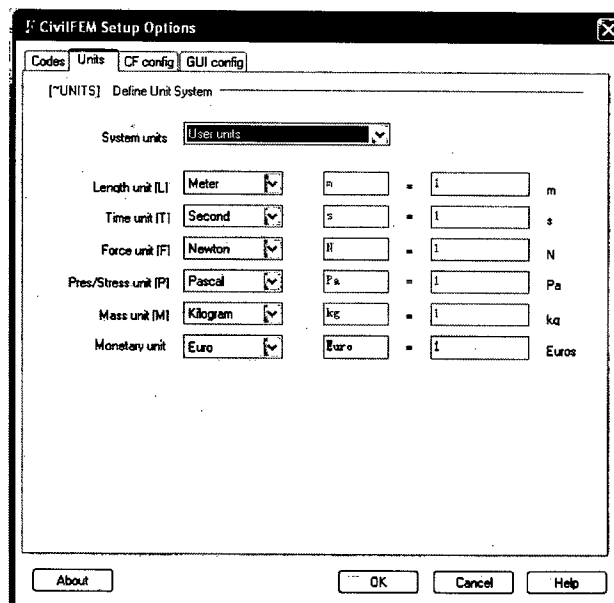 CivilFEM Setup Options
Codes Units CF config GUI config
[~UNITS] Define Unit System
System units User units
Length unit [L] Meter m = 1 m
Time unit [T] Second s = 1 s
Force unit [F] Newton N = 1 N
Pres/Stress unit [P] Pascal Pa = 1 Pa
Mass unit [M] Kilogram kg = 1 kg
Monetary unit Euro Euro = 1 Euros
About OK Cancel Help